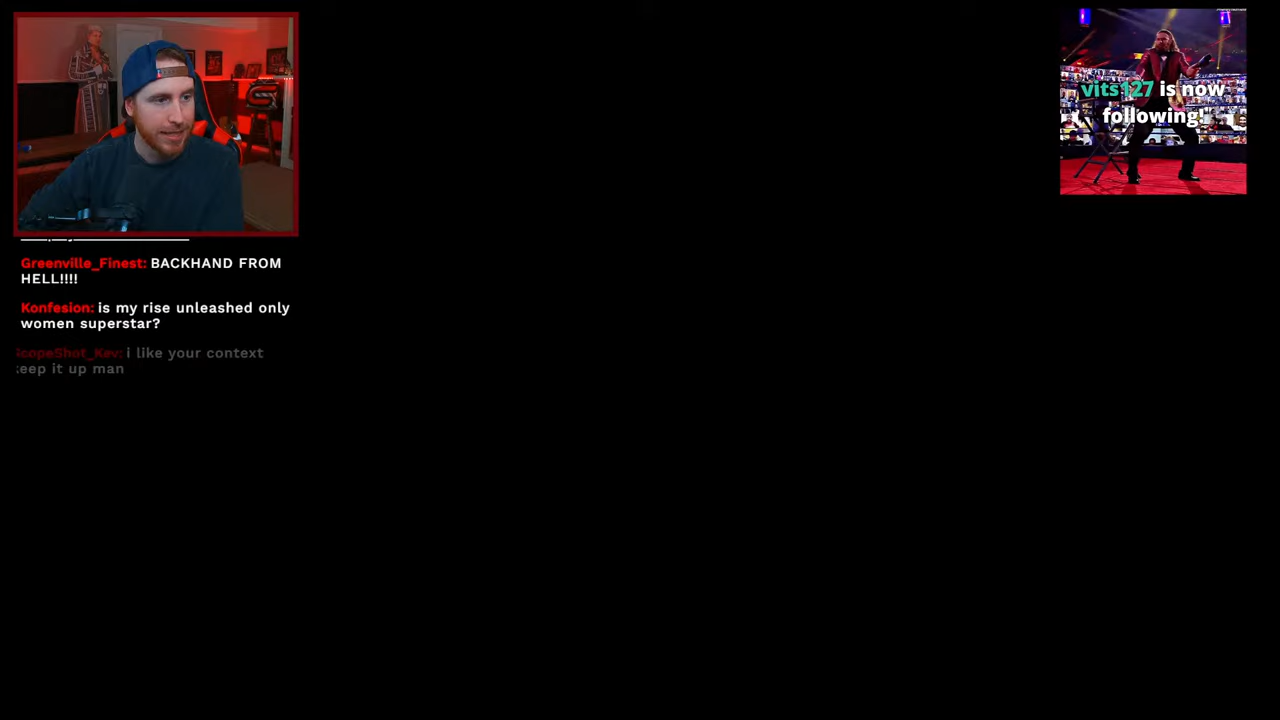 vits127 is now
following!
Greenville_Finest: BACKHAND FROM
HELL!!!!
Konfesion: is my rise unleashed only
women superstar?
ScopeShot_Kev: i like your context
keep it up man